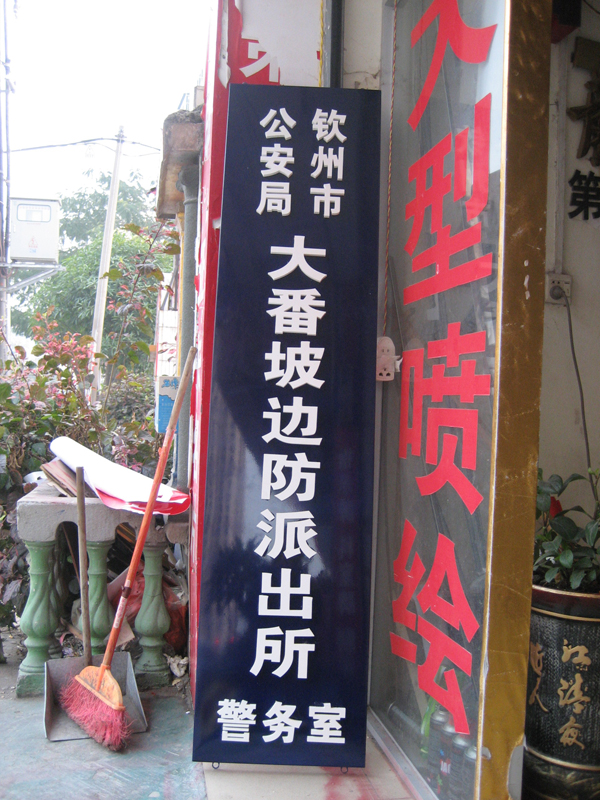 钦州市
公安局
大番坡边防派出所
警务室
大型喷绘
第